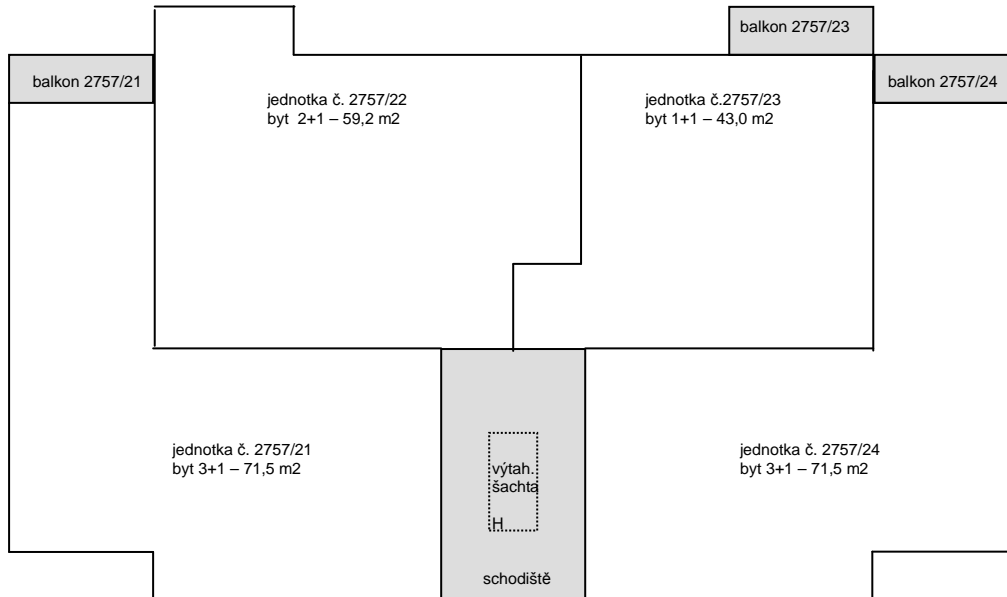 balkon 2757/23
balkon 2757/21
balkon 2757/24
jednotka č. 2757/22
byt 2+1 – 59,2 m2
jednotka č.2757/23
byt 1+1 – 43,0 m2
jednotka č. 2757/21
byt 3+1 – 71,5 m2
výtah.
šachta
H
schodiště
jednotka č. 2757/24
byt 3+1 – 71,5 m2